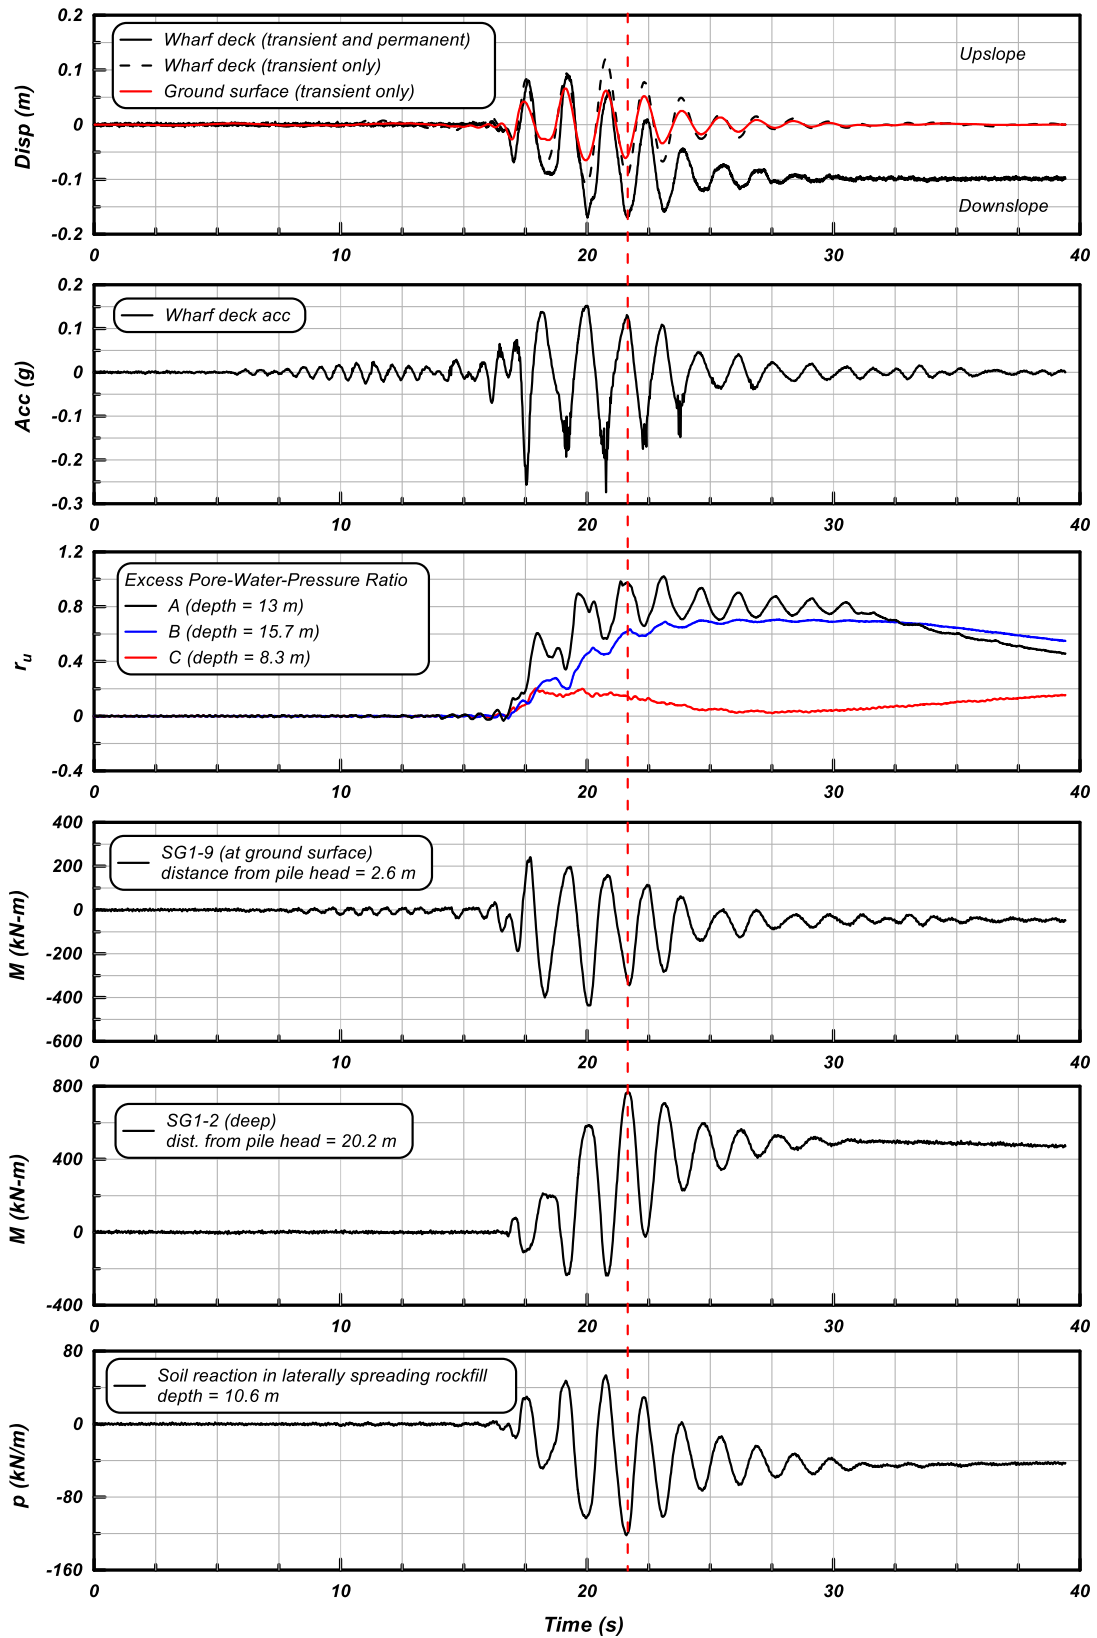 0.2
Wharf deck (transient and permanent)
Wharf deck (transient only)
Ground surface (transient only)
Upslope
0.1
0
-0.1
-0.2
Disp (m)
Downslope
0 10 20 30 40
0.2
Wharf deck acc
0.1
0
-0.1
-0.2
-0.3
Acc (g)
0 10 20 30 40
1.2
Excess Pore-Water-Pressure Ratio
A (depth = 13 m)
B (depth = 15.7 m)
C (depth = 8.3 m)
0.8
0.4
0
-0.4
ru
0 10 20 30 40
400
SG1-9 (at ground surface)
distance from pile head = 2.6 m
200
0
-200
-400
-600
M (kN-m)
0 10 20 30 40
800
SG1-2 (deep)
dist. from pile head = 20.2 m
400
0
-400
M (kN-m)
0 10 20 30 40
80
Soil reaction in laterally spreading rockfill
depth = 10.6 m
0
-80
-160
p (kN/m)
0 10 20 30 40
Time (s)